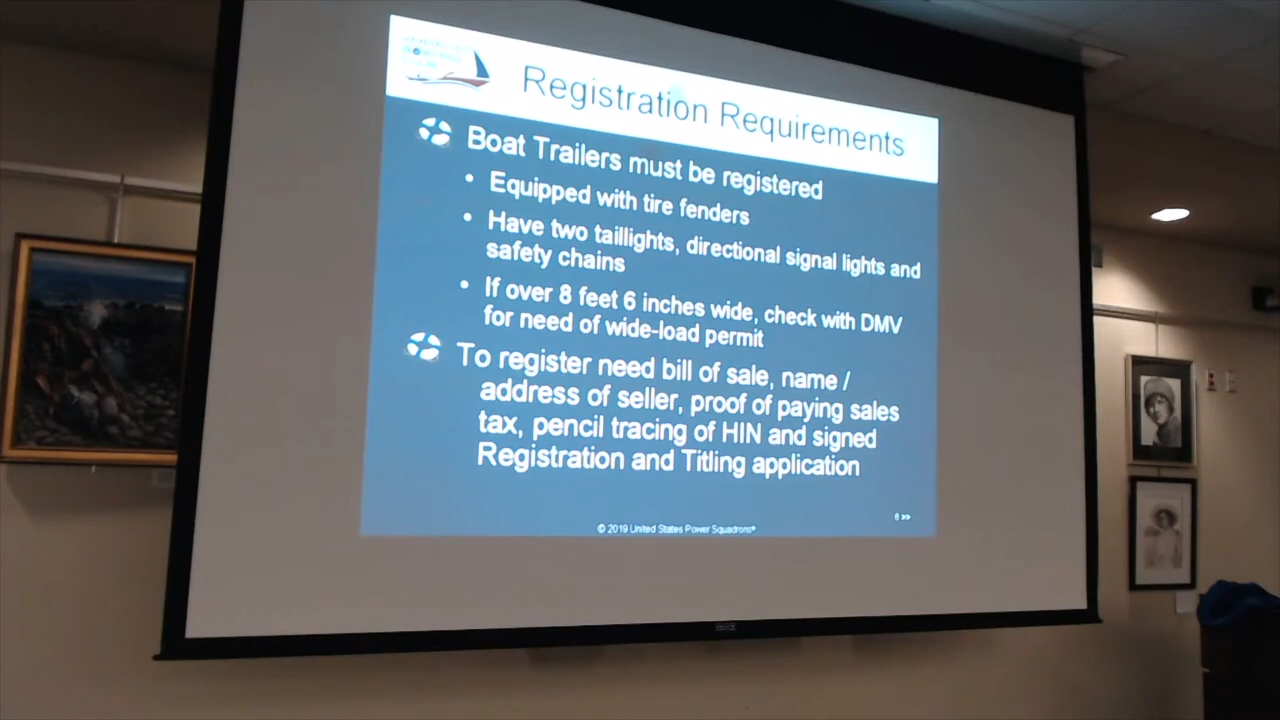 Registration Requirements
Boat Trailers must be registered
• Equipped with tire fenders
• Have two taillights, directional signal lights and
safety chains
• If over 8 feet 6 inches wide, check with DMV
for need of wide-load permit
To register need bill of sale, name /
address of seller, proof of paying sales
tax, pencil tracing of HIN and signed
Registration and Titling application
6 »
© 2019 United States Power Squadrons®